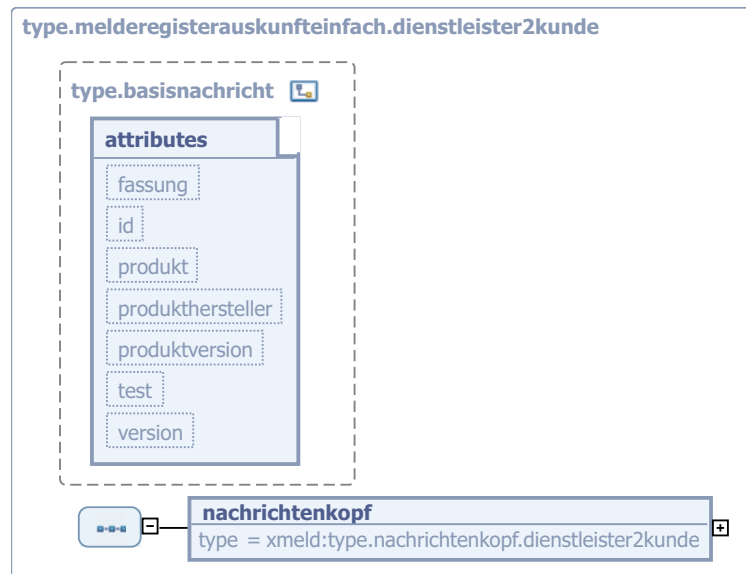 type.melderegisterauskunfteinfach.dienstleister2kunde
type.basisnachricht
attributes
fassung
id
produkt
produkthersteller
produktversion
test
version
nachrichtenkopf
type = xmeld:type.nachrichtenkopf.dienstleister2kunde